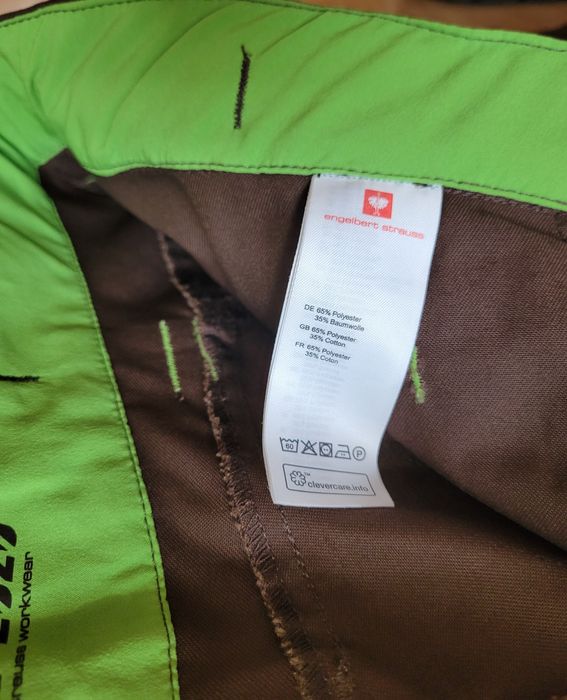 engelbert strauss
DE 65% Polyester
35% Baumwolle
GB 65% Polyester
35% Cotton
FR 65% Polyester
35% Coton
60 P
clevercare.info
rauss workwear